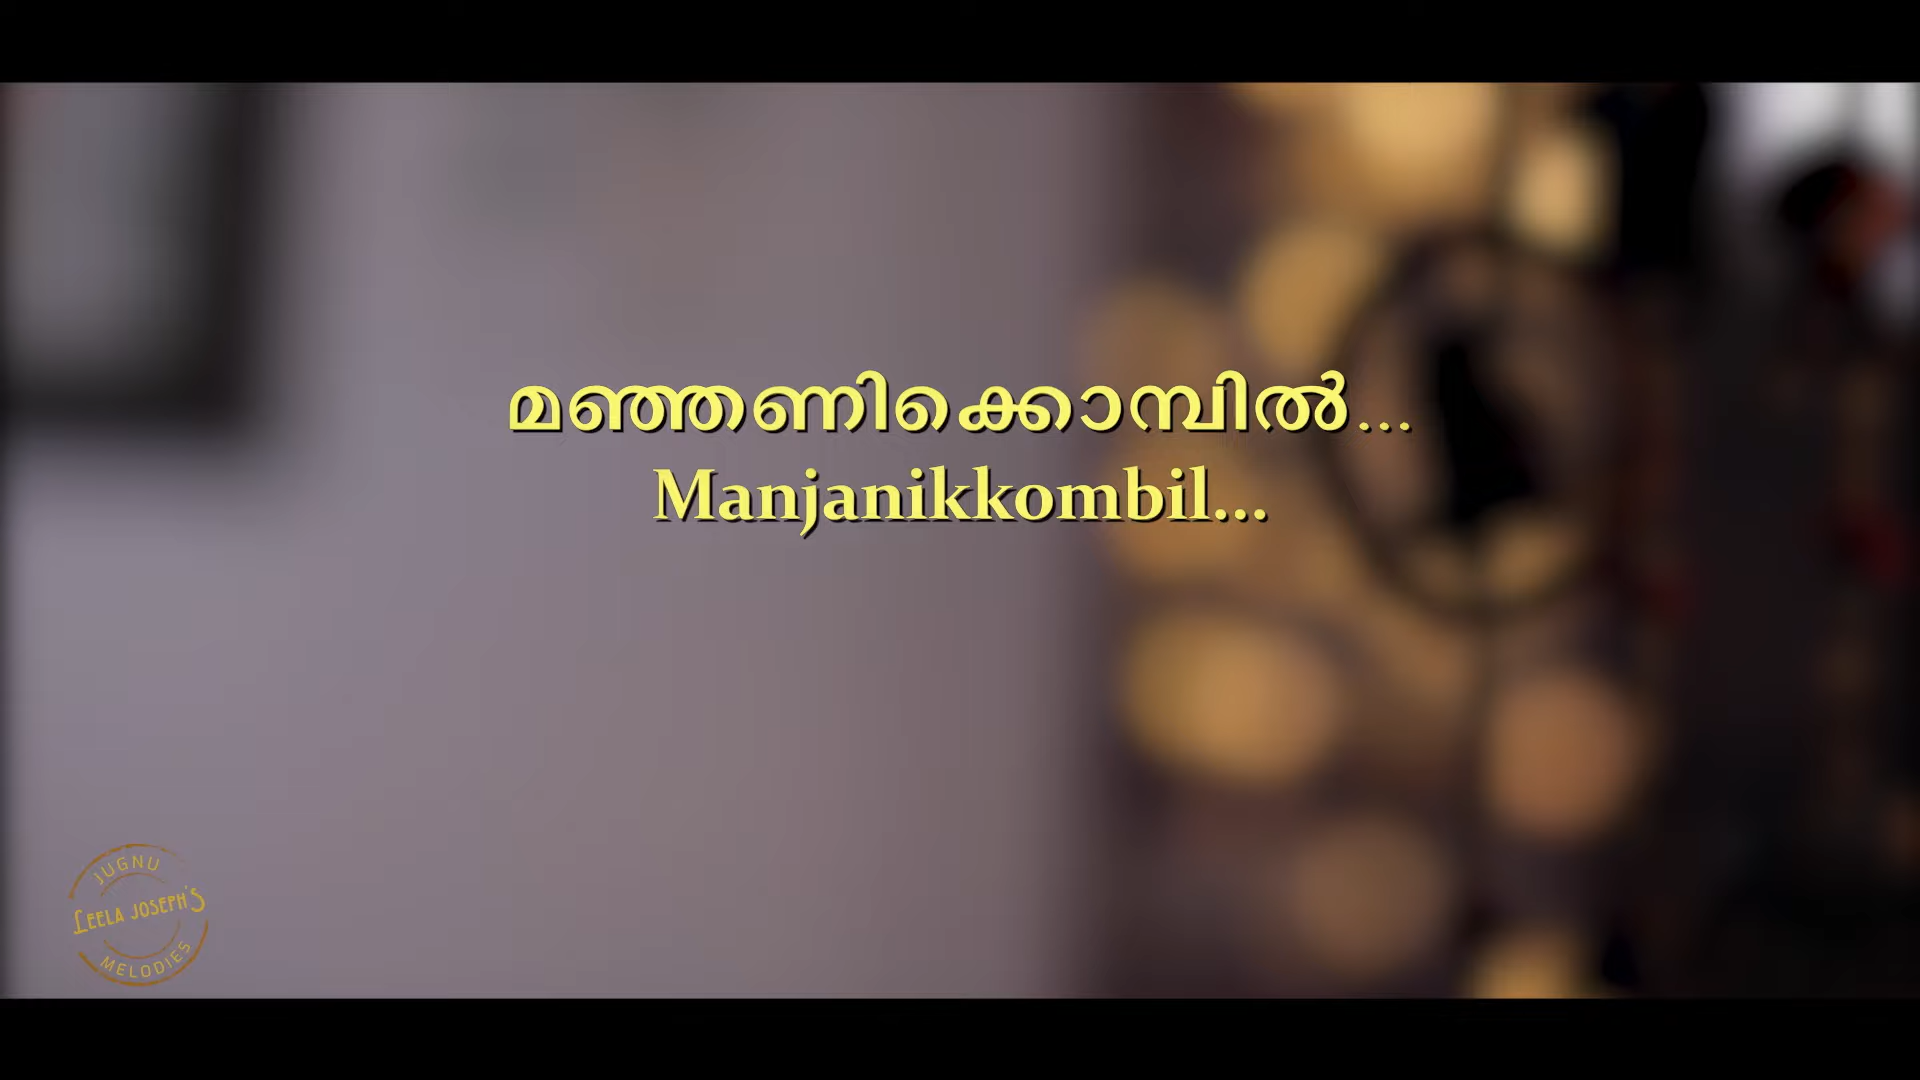 മഞ്ഞണിക്കൊമ്പിൽ...
Manjanikkombil...
JUGNU
LEELA JOSEPH'S
MELODIES